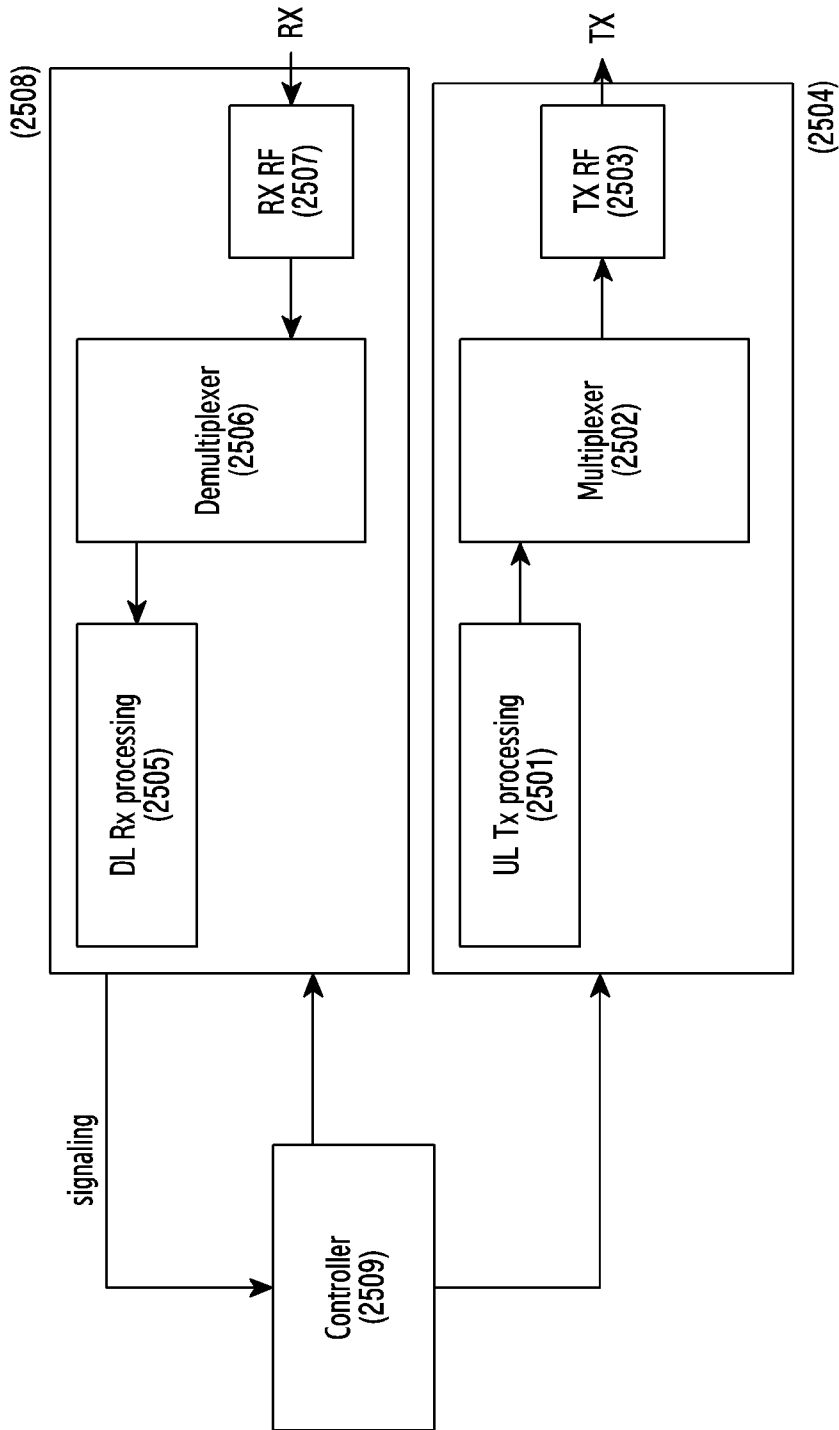 (2508)
RX
RX RF
(2507)
Demultiplexer
(2506)
DL Rx processing
(2505)
signaling
Controller
(2509)
TX
TX RF
(2503)
Multiplexer
(2502)
UL Tx processing
(2501)
(2504)